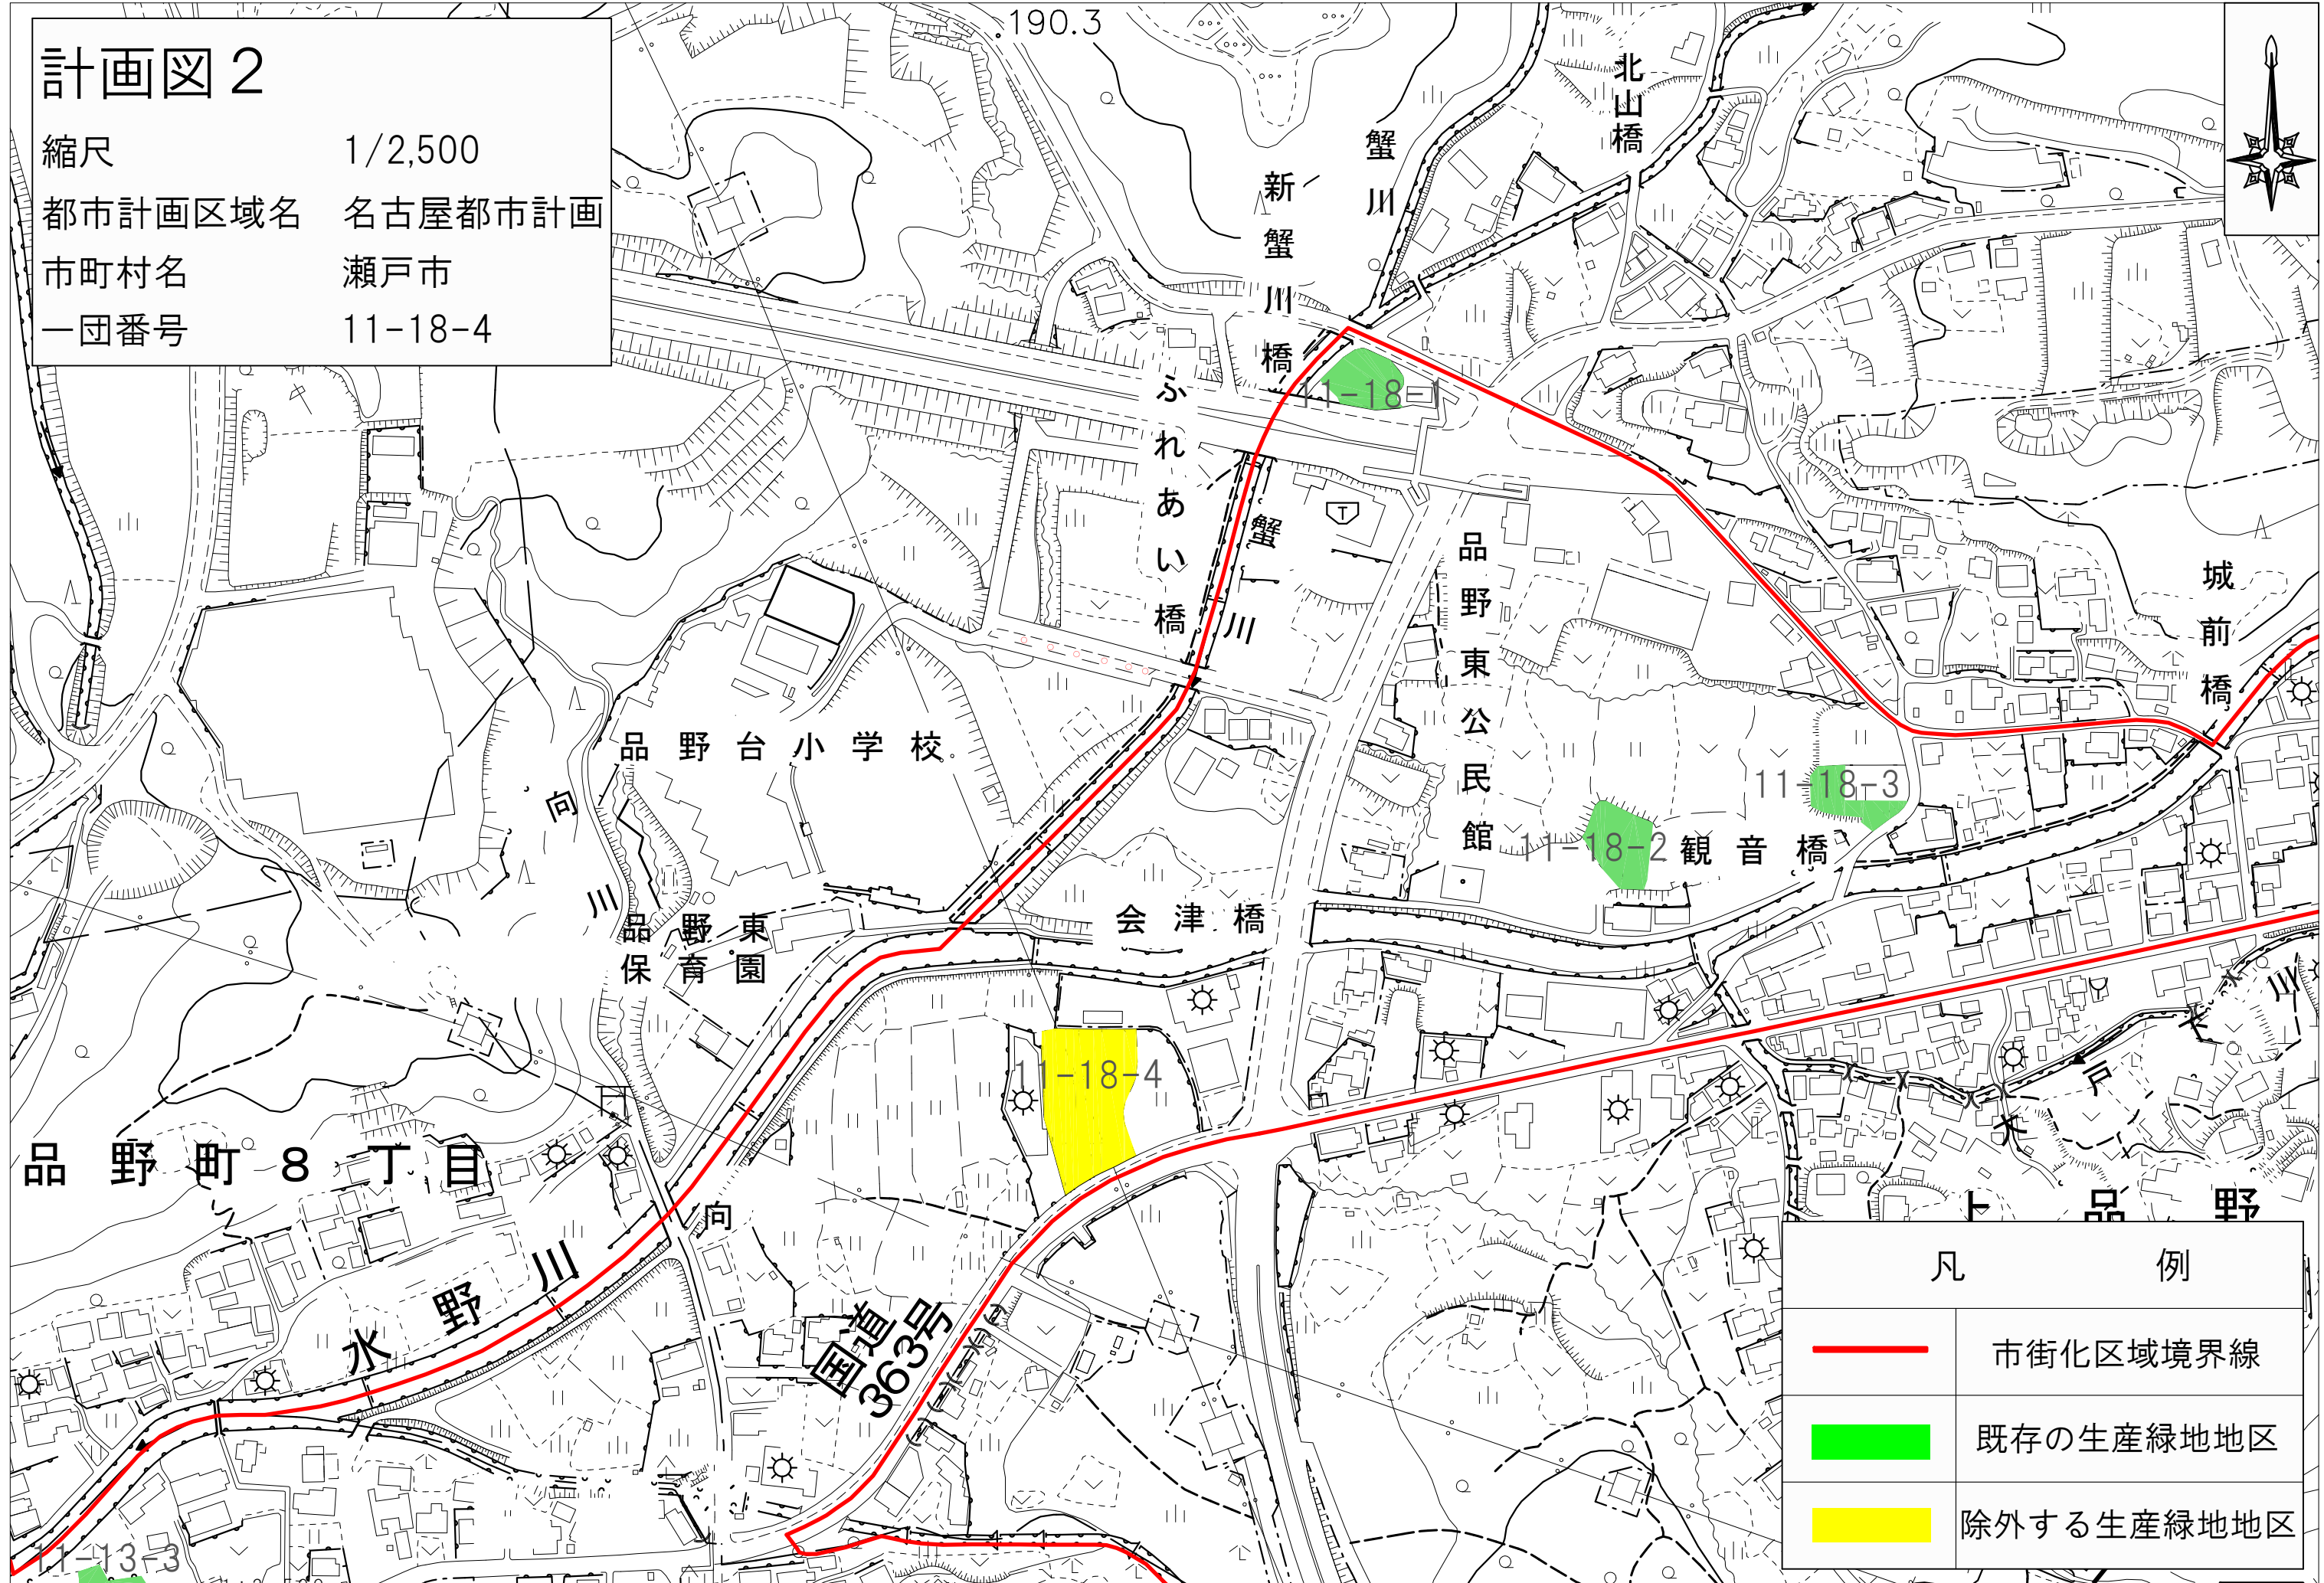 計画図２
縮尺 1/2,500
都市計画区域名 名古屋都市計画
市町村名 瀬戸市
一団番号 11-18-4
190.3
北山橋
蟹川
新蟹川橋
11-18-1
ふれあい橋
蟹川
T
品野東公民館
城前橋
品野台小学校
向川
11-18-3
11-18-2
観音橋
会津橋
品野東
保育園
11-18-4
川
戸
大
品野町８丁目
向
上品野
水野川
国道
363号
11-13-3
凡例
市街化区域境界線
既存の生産緑地地区
除外する生産緑地地区